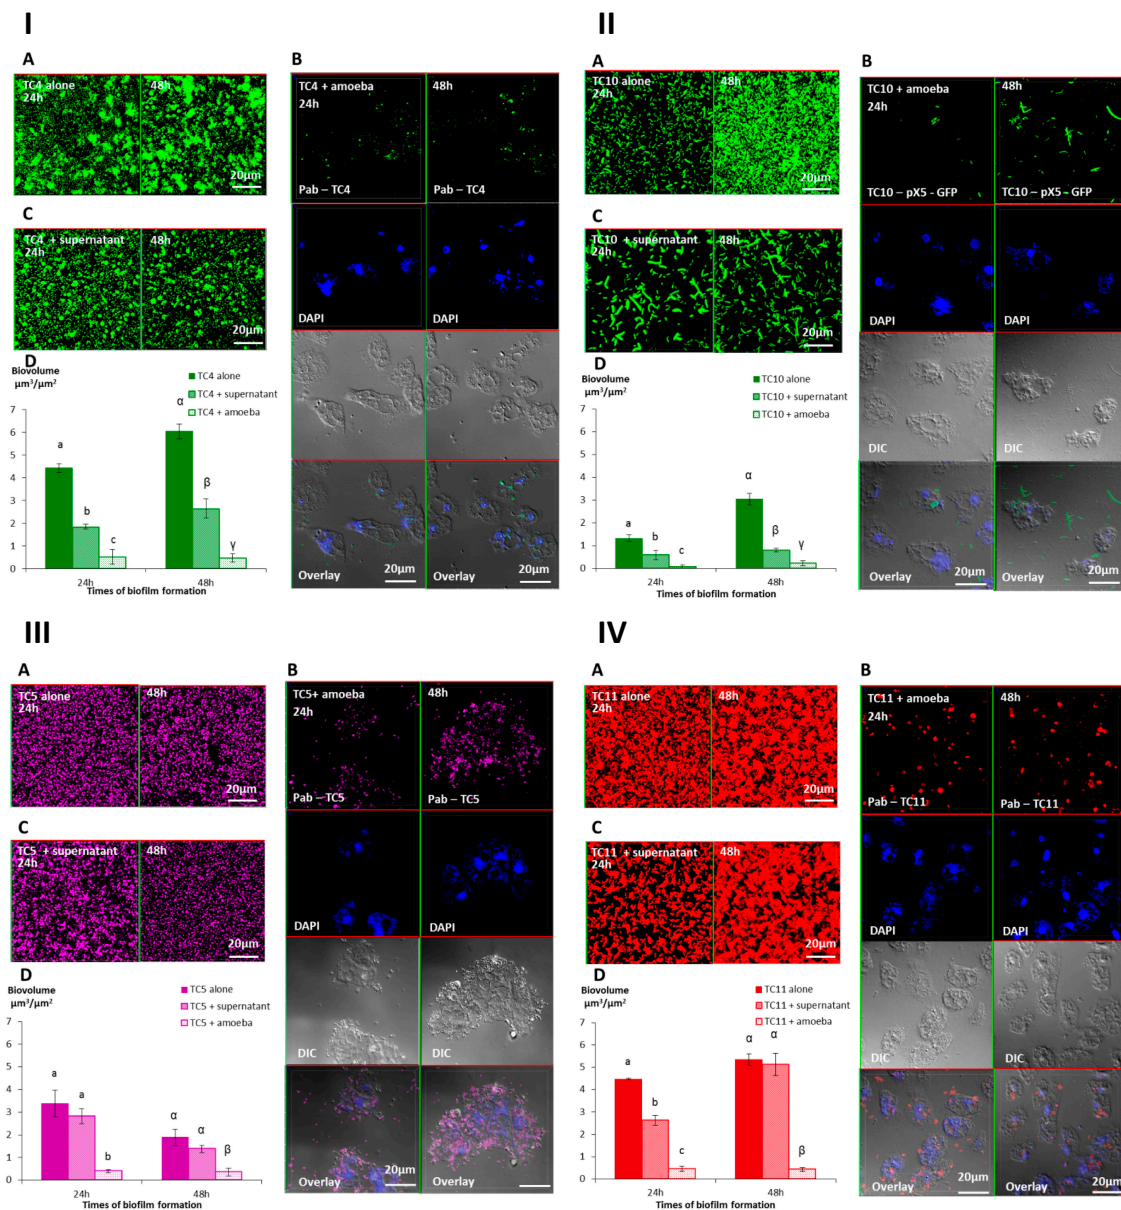 I
A
TC4 alone
24h
48h
20µm
B
TC4 + amoeba
24h
48h
Pab – TC4
Pab – TC4
DAPI
DAPI
Overlay
20µm
20µm
C
TC4 + supernatant
24h
48h
20µm
D
Biovolume
µm³/µm²
TC4 alone
TC4 + supernatant
TC4 + amoeba
7
6
5
4
3
2
1
0
a
b
c
α
β
γ
24h
48h
Times of biofilm formation
II
A
TC10 alone
24h
48h
20µm
B
TC10 + amoeba
24h
48h
TC10 – pX5 - GFP
TC10 – pX5 - GFP
DAPI
DAPI
DIC
DIC
Overlay
20µm
Overlay
20µm
C
TC10 + supernatant
24h
48h
20µm
D
Biovolume
µm³/µm²
TC10 alone
TC10 + supernatant
TC10 + amoeba
7
6
5
4
3
2
1
0
a
b
c
α
β
γ
24h
48h
Times of biofilm formation
III
A
TC5 alone
24h
48h
20µm
B
TC5+ amoeba
24h
48h
Pab – TC5
Pab – TC5
DAPI
DAPI
DIC
Overlay
20µm
C
TC5 + supernatant
24h
48h
20µm
D
Biovolume
µm³/µm²
TC5 alone
TC5 + supernatant
TC5 + amoeba
7
6
5
4
3
2
1
0
a
a
b
α
α
β
24h
48h
Times of biofilm formation
IV
A
TC11 alone
24h
48h
20µm
B
TC11 + amoeba
24h
48h
Pab – TC11
Pab – TC11
DAPI
DAPI
DIC
DIC
Overlay
20µm
Overlay
20µm
C
TC11 + supernatant
24h
48h
20µm
D
Biovolume
µm³/µm²
TC11 alone
TC11 + supernatant
TC11 + amoeba
7
6
5
4
3
2
1
0
a
b
c
α
α
β
24h
48h
Times of biofilm formation